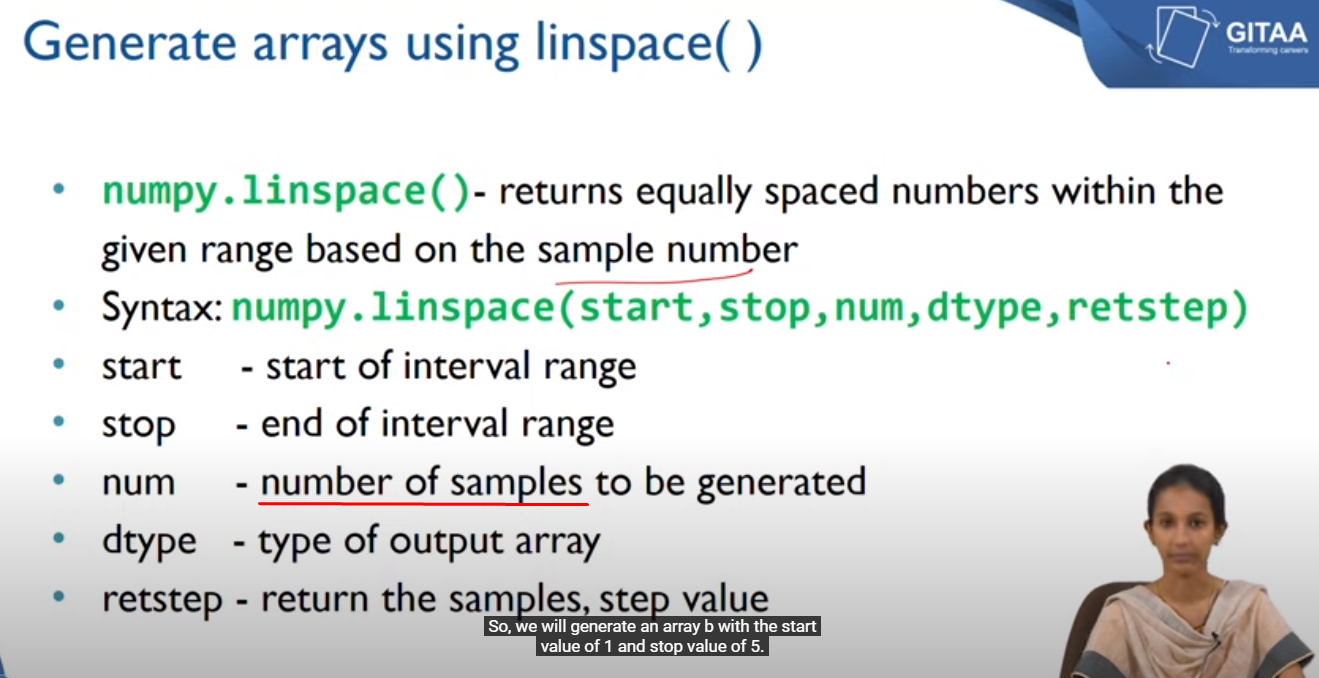 Generate arrays using linspace( )
GITAA
Transforming careers
• numpy.linspace()- returns equally spaced numbers within the
given range based on the sample number
• Syntax: numpy.linspace(start,stop,num,dtype,retstep)
• start - start of interval range
• stop - end of interval range
• num - number of samples to be generated
• dtype - type of output array
• retstep - return the samples, step value
So, we will generate an array b with the start
value of 1 and stop value of 5.